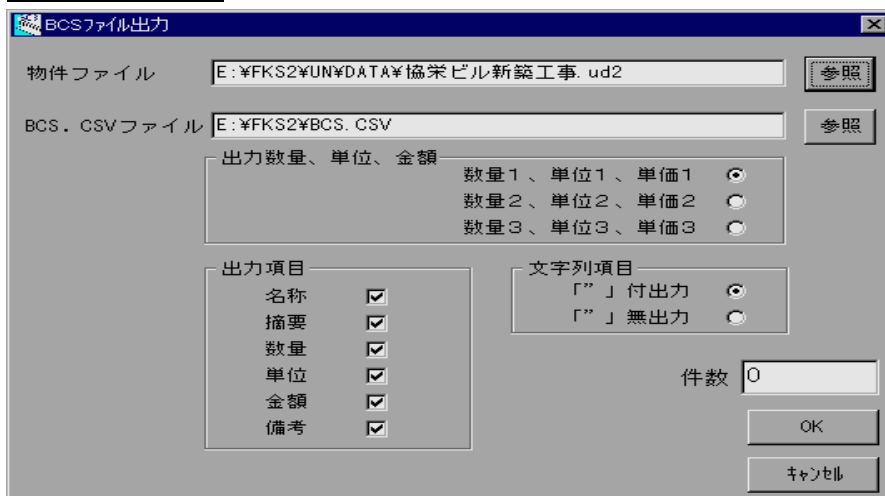 BCSファイル出力
物件ファイル E:¥FKS2¥UN¥DATA¥協栄ビル新築工事.ud2 参照
BCS.CSVファイル E:¥FKS2¥BCS.CSV 参照
出力数量、単位、金額
数量1、単位1、単価1
数量2、単位2、単価2
数量3、単位3、単価3
出力項目
名称
摘要
数量
単位
金額
備考
文字列項目
「”」付出力
「”」無出力
件数 0
OK
キャンセル